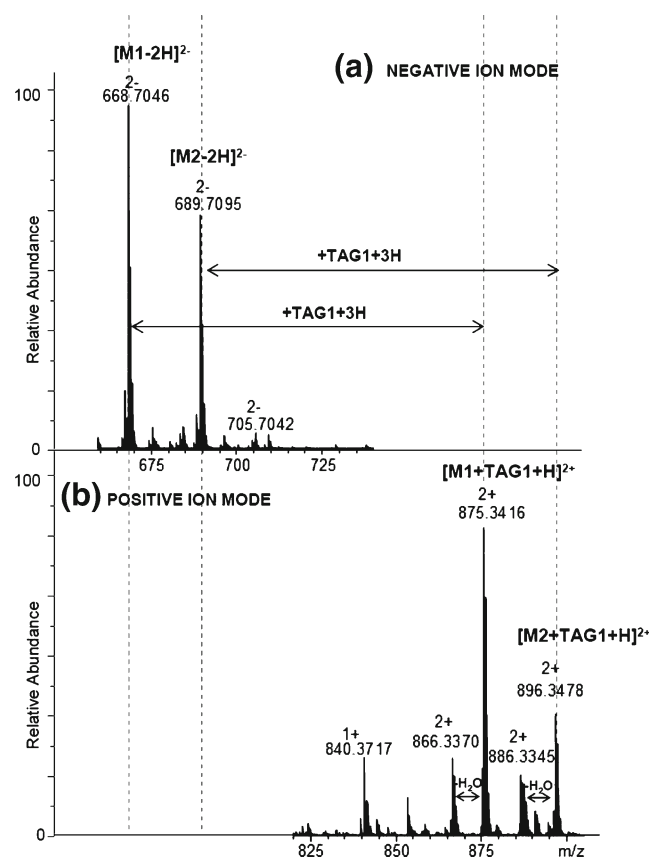 [M1-2H]2-
(a) NEGATIVE ION MODE
2-
668.7046
100
[M2-2H]2-
2-
689.7095
+TAG1+3H
+TAG1+3H
Relative Abundance
2-
705.7042
0
675 700 725
100
[M1+TAG1+H]2+
(b) POSITIVE ION MODE
2+
875.3416
[M2+TAG1+H]2+
2+
896.3478
Relative Abundance
1+
840.3717
2+
866.3370
2+
886.3345
-H2O
-H2O
0
825 850 875 m/z